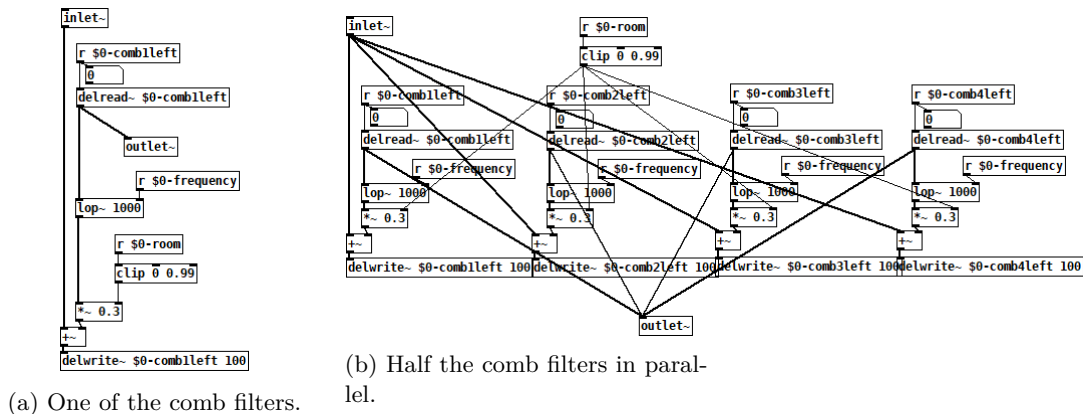 inlet~
r $0-comb1left
0
delread~ $0-comb1left
outlet~
r $0-frequency
lop~ 1000
r $0-room
clip 0 0.99
*~ 0.3
+~
delwrite~ $0-comb1left 100
(a) One of the comb filters.
inlet~
r $0-room
clip 0 0.99
r $0-comb1left r $0-comb2left r $0-comb3left r $0-comb4left
0 0 0 0
delread~ $0-comb1left delread~ $0-comb2left delread~ $0-comb3left delread~ $0-comb4left
r $0-frequency r $0-frequency r $0-frequency r $0-frequency
lop~ 1000 lop~ 1000 lop~ 1000 lop~ 1000
*~ 0.3 *~ 0.3 *~ 0.3 *~ 0.3
+~ +~ +~ +~
delwrite~ $0-comb1left 100 delwrite~ $0-comb2left 100 delwrite~ $0-comb3left 100 delwrite~ $0-comb4left 100
outlet~
(b) Half the comb filters in paral-
lel.